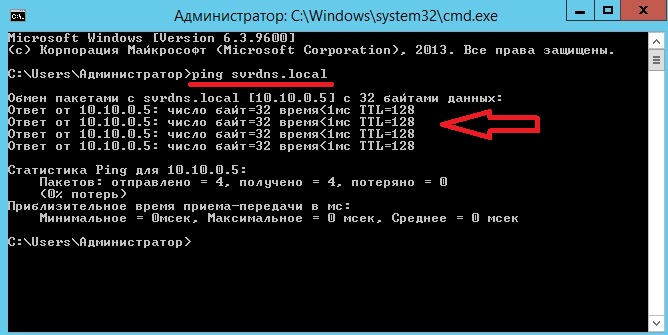 Администратор: C:\Windows\system32\cmd.exe
Microsoft Windows [Version 6.3.9600]
(c) Корпорация Майкрософт (Microsoft Corporation), 2013. Все права защищены.
C:\Users\Администратор>ping svrdns.local
Обмен пакетами с svrdns.local [10.10.0.5] с 32 байтами данных:
Ответ от 10.10.0.5: число байт=32 время<1мс TTL=128
Ответ от 10.10.0.5: число байт=32 время<1мс TTL=128
Ответ от 10.10.0.5: число байт=32 время<1мс TTL=128
Ответ от 10.10.0.5: число байт=32 время<1мс TTL=128
Статистика Ping для 10.10.0.5:
Пакетов: отправлено = 4, получено = 4, потеряно = 0
(0% потерь)
Приблизительное время приема-передачи в мс:
Минимальное = 0мсек, Максимальное = 0 мсек, Среднее = 0 мсек
C:\Users\Администратор>